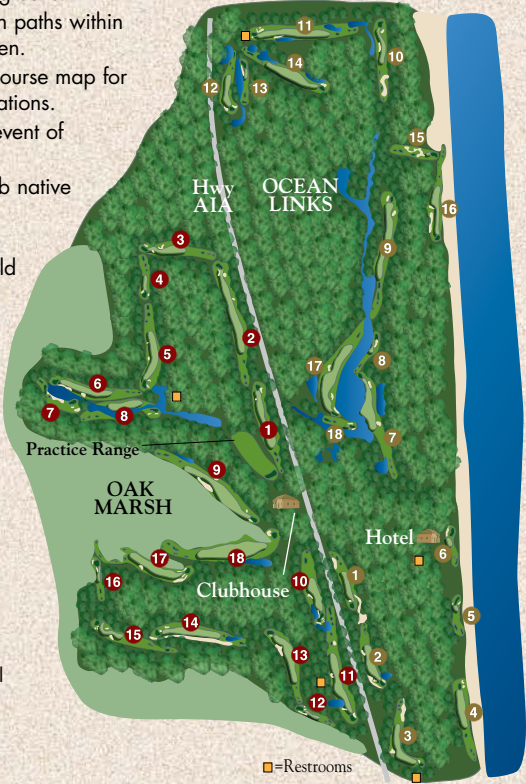 n paths within
en.
ourse map for
ations.
event of
b native
ld
l
11
10
14
12
13
15
16
Hwy
AIA
OCEAN
LINKS
9
3
4
2
5
8
17
6
7
8
1
18
7
Practice Range
9
OAK
MARSH
Hotel
6
17
18
16
Clubhouse
10
1
5
15
14
13
2
11
12
4
3
=Restrooms